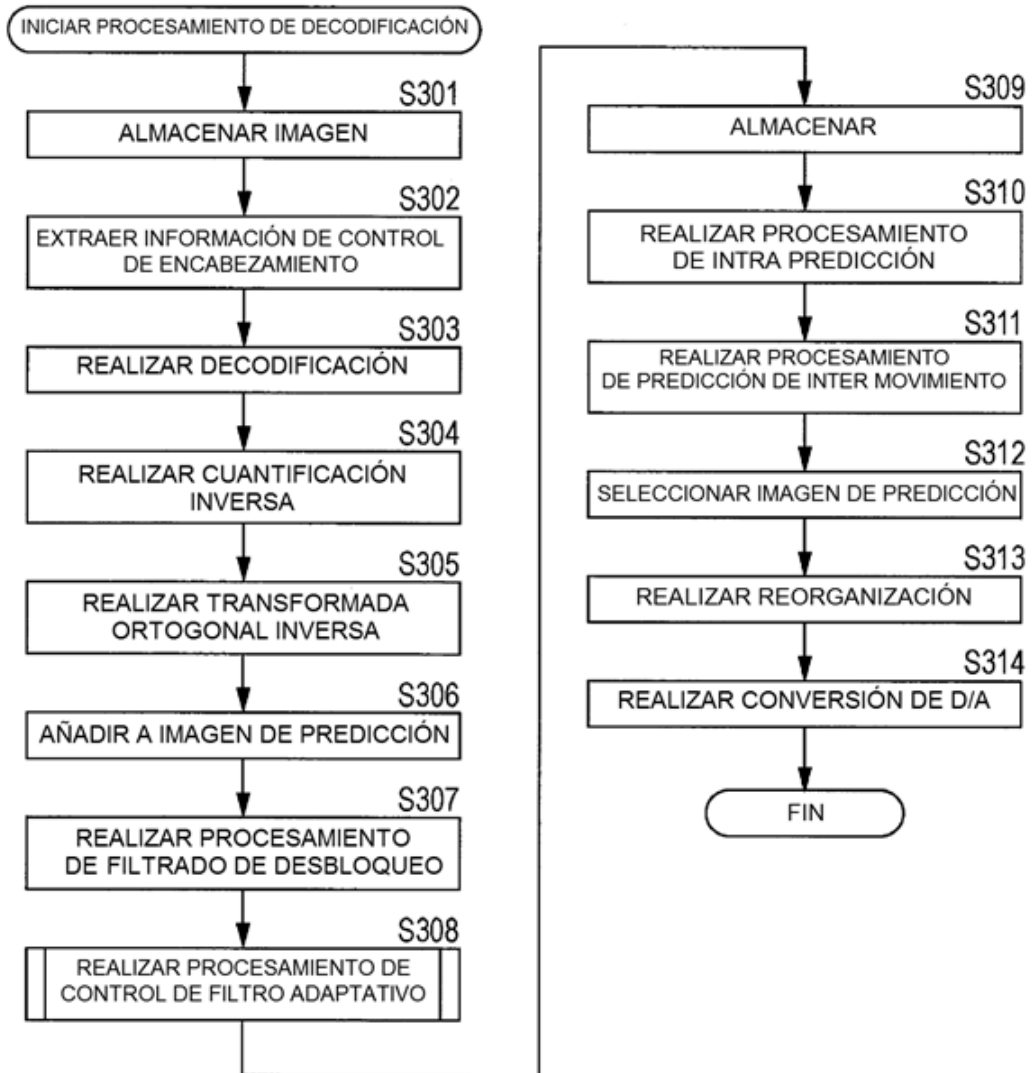 INICIAR PROCESAMIENTO DE DECODIFICACIÓN
S301
ALMACENAR IMAGEN
S302
EXTRAER INFORMACIÓN DE CONTROL
DE ENCABEZAMIENTO
S303
REALIZAR DECODIFICACIÓN
S304
REALIZAR CUANTIFICACIÓN
INVERSA
S305
REALIZAR TRANSFORMADA
ORTOGONAL INVERSA
S306
AÑADIR A IMAGEN DE PREDICCIÓN
S307
REALIZAR PROCESAMIENTO
DE FILTRADO DE DESBLOQUEO
S308
REALIZAR PROCESAMIENTO DE
CONTROL DE FILTRO ADAPTATIVO
S309
ALMACENAR
S310
REALIZAR PROCESAMIENTO
DE INTRA PREDICCIÓN
S311
REALIZAR PROCESAMIENTO
DE PREDICCIÓN DE INTER MOVIMIENTO
S312
SELECCIONAR IMAGEN DE PREDICCIÓN
S313
REALIZAR REORGANIZACIÓN
S314
REALIZAR CONVERSIÓN DE D/A
FIN